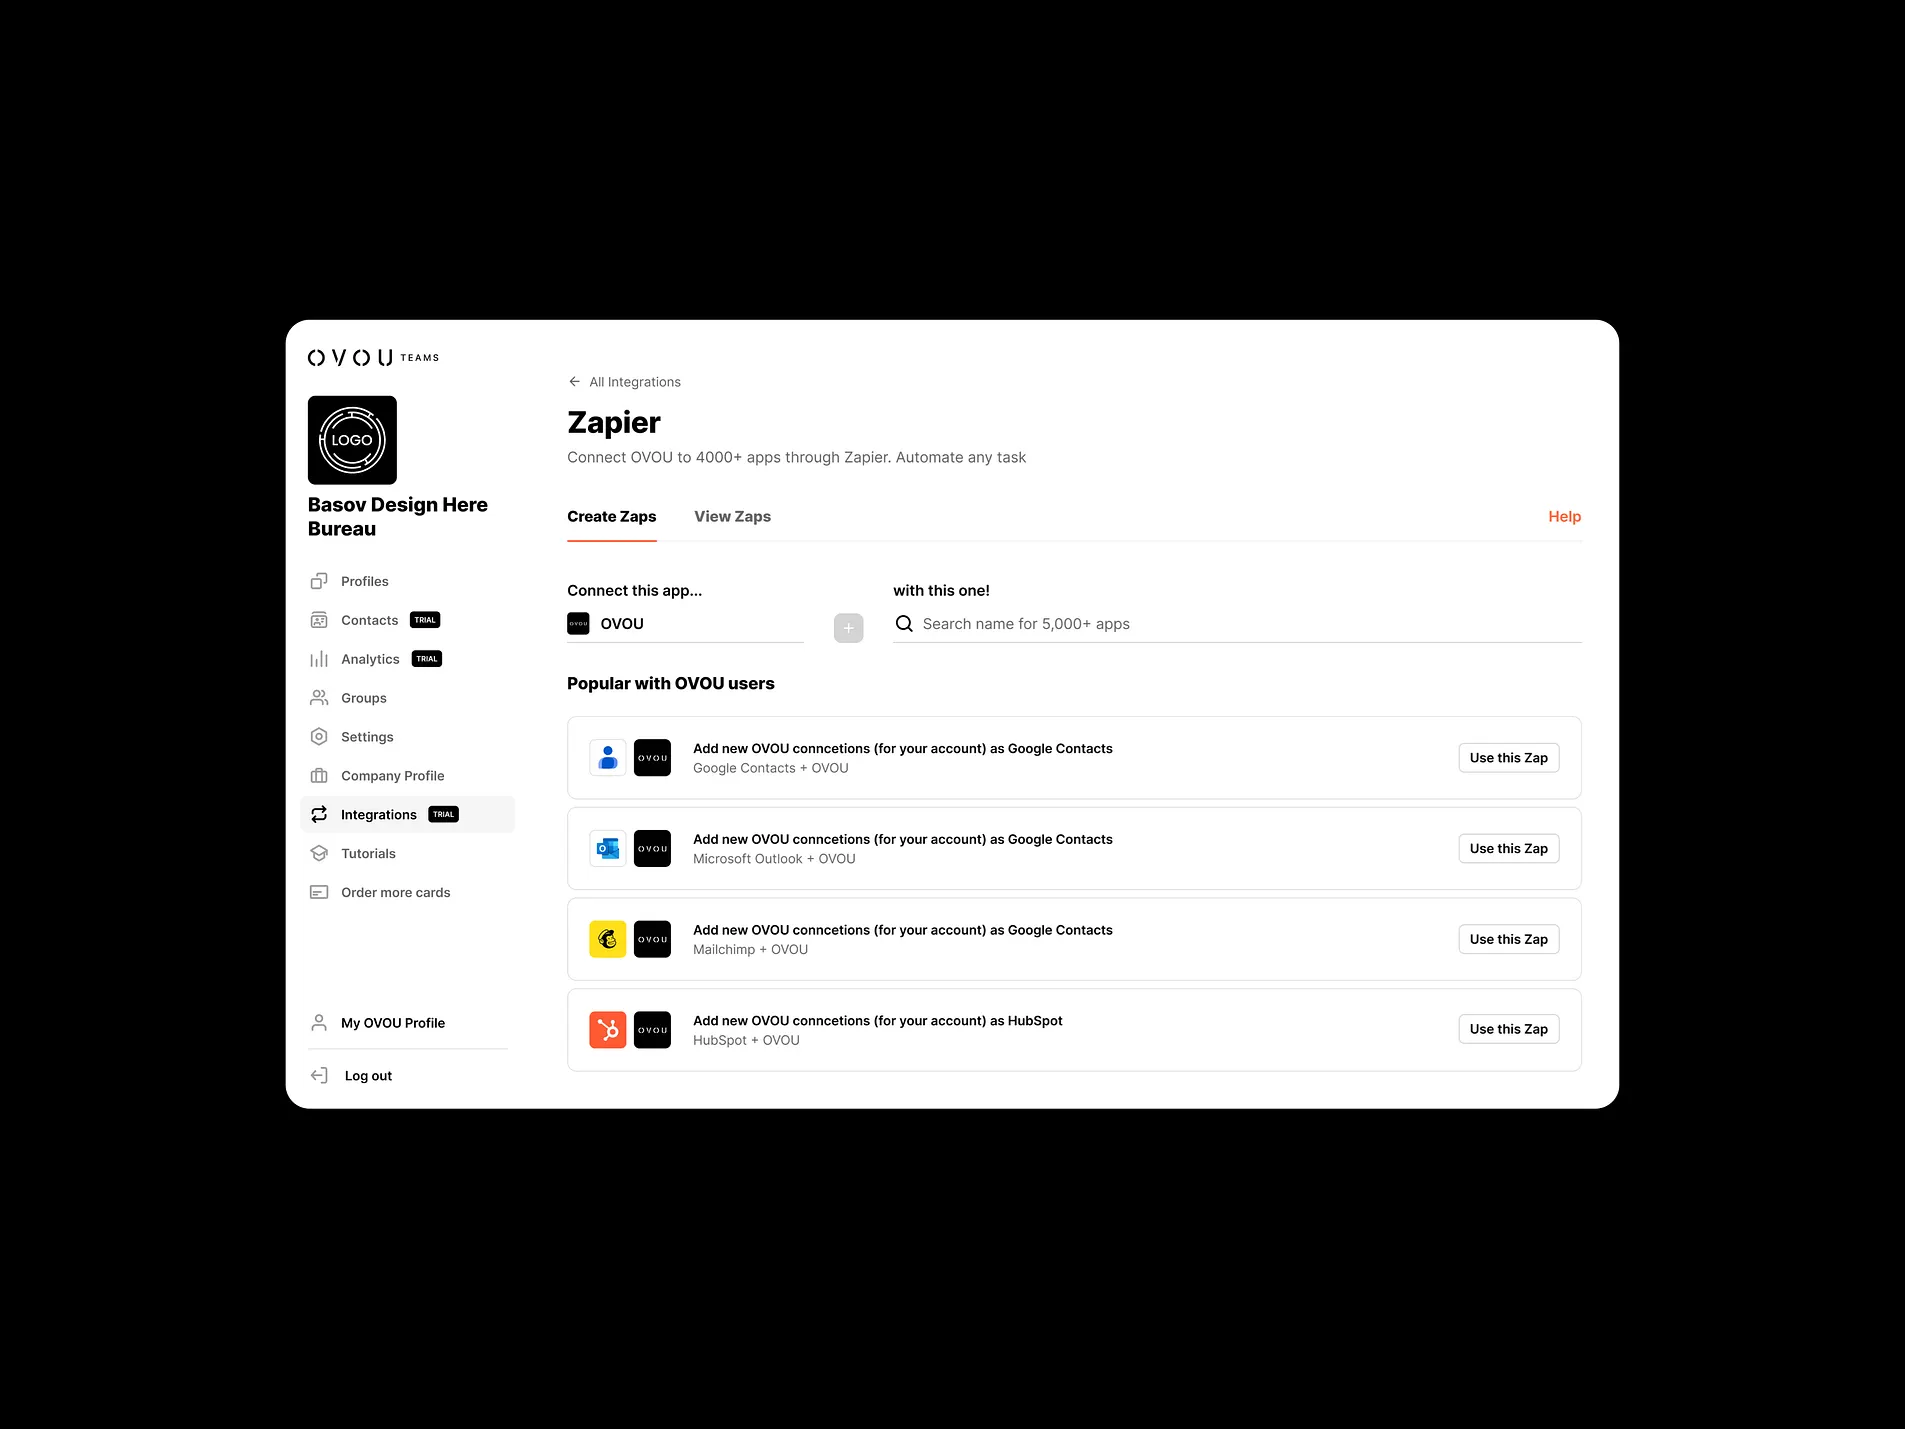 OVOU TEAMS
LOGO
Basov Design Here
Bureau
Profiles
Contacts TRIAL
Analytics TRIAL
Groups
Settings
Company Profile
Integrations TRIAL
Tutorials
Order more cards
My OVOU Profile
Log out
All Integrations
Zapier
Connect OVOU to 4000+ apps through Zapier. Automate any task
Create Zaps View Zaps Help
Connect this app... with this one!
OVOU OVOU + Search name for 5,000+ apps
Popular with OVOU users
OVOU
Add new OVOU conncetions (for your account) as Google Contacts
Google Contacts + OVOU
Use this Zap
OVOU
Add new OVOU conncetions (for your account) as Google Contacts
Microsoft Outlook + OVOU
Use this Zap
OVOU
Add new OVOU conncetions (for your account) as Google Contacts
Mailchimp + OVOU
Use this Zap
OVOU
Add new OVOU conncetions (for your account) as HubSpot
HubSpot + OVOU
Use this Zap